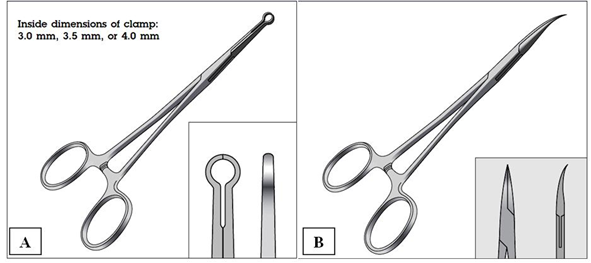 Inside dimensions of clamp:
3.0 mm, 3.5 mm, or 4.0 mm
A
B